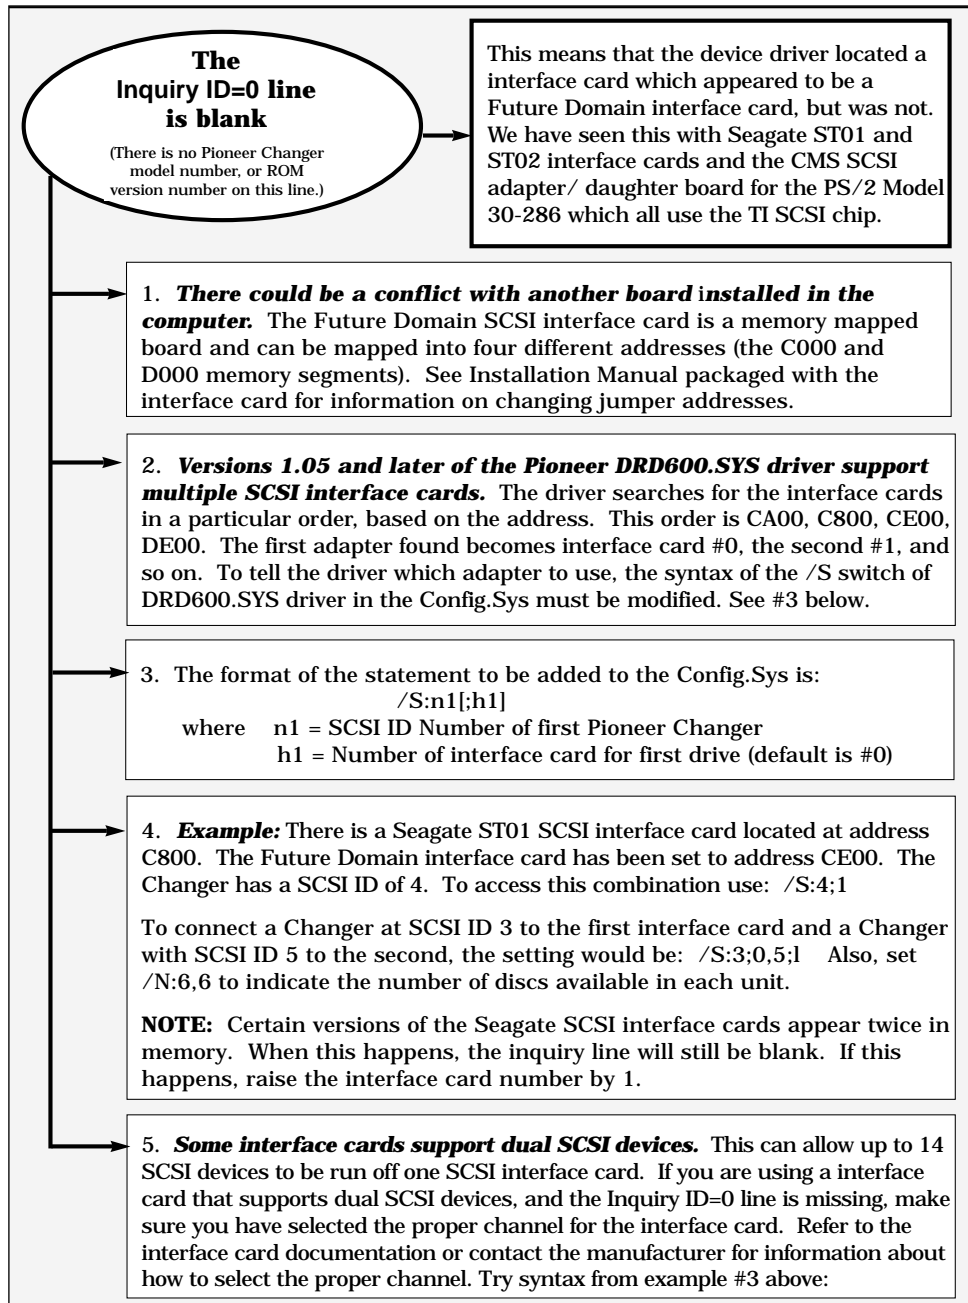 The
Inquiry ID=0 line
is blank
(There is no Pioneer Changer
model number, or ROM
version number on this line.)
This means that the device driver located a
interface card which appeared to be a
Future Domain interface card, but was not.
We have seen this with Seagate ST01 and
ST02 interface cards and the CMS SCSI
adapter/ daughter board for the PS/2 Model
30-286 which all use the TI SCSI chip.
1. There could be a conflict with another board installed in the
computer. The Future Domain SCSI interface card is a memory mapped
board and can be mapped into four different addresses (the C000 and
D000 memory segments). See Installation Manual packaged with the
interface card for information on changing jumper addresses.
2. Versions 1.05 and later of the Pioneer DRD600.SYS driver support
multiple SCSI interface cards. The driver searches for the interface cards
in a particular order, based on the address. This order is CA00, C800, CE00,
DE00. The first adapter found becomes interface card #0, the second #1, and
so on. To tell the driver which adapter to use, the syntax of the /S switch of
DRD600.SYS driver in the Config.Sys must be modified. See #3 below.
3. The format of the statement to be added to the Config.Sys is:
/S:n1[;h1]
where n1 = SCSI ID Number of first Pioneer Changer
h1 = Number of interface card for first drive (default is #0)
4. Example: There is a Seagate ST01 SCSI interface card located at address
C800. The Future Domain interface card has been set to address CE00. The
Changer has a SCSI ID of 4. To access this combination use: /S:4;1
To connect a Changer at SCSI ID 3 to the first interface card and a Changer
with SCSI ID 5 to the second, the setting would be: /S:3;0,5;l Also, set
/N:6,6 to indicate the number of discs available in each unit.
NOTE: Certain versions of the Seagate SCSI interface cards appear twice in
memory. When this happens, the inquiry line will still be blank. If this
happens, raise the interface card number by 1.
5. Some interface cards support dual SCSI devices. This can allow up to 14
SCSI devices to be run off one SCSI interface card. If you are using a interface
card that supports dual SCSI devices, and the Inquiry ID=0 line is missing, make
sure you have selected the proper channel for the interface card. Refer to the
interface card documentation or contact the manufacturer for information about
how to select the proper channel. Try syntax from example #3 above: